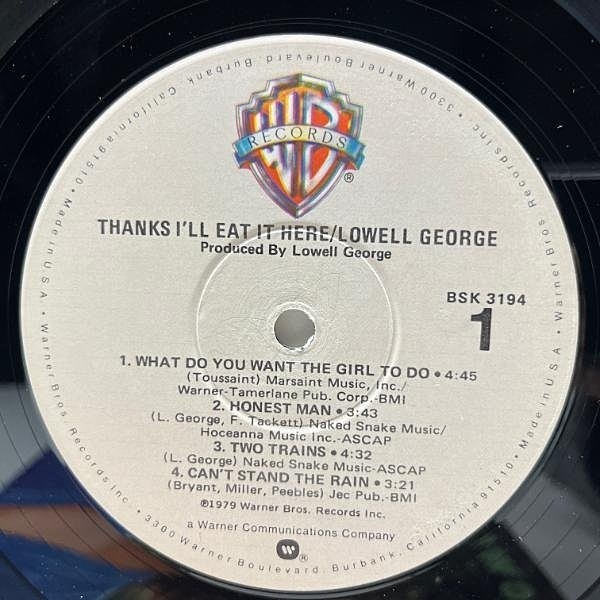 WB
RECORDS
®
THANKS I'LL EAT IT HERE/LOWELL GEORGE
Produced By Lowell George
BSK 3194
1
1. WHAT DO YOU WANT THE GIRL TO DO • 4:45
(Toussaint) Marsaint Music, Inc./
Warner-Tamerlane Pub. Corp.-BMI
2. HONEST MAN • 3:43
(L. George, F. Tackett) Naked Snake Music/
Hoceanna Music Inc.-ASCAP
3. TWO TRAINS • 4:32
(L. George) Naked Snake Music-ASCAP
4. CAN'T STAND THE RAIN • 3:21
(Bryant, Miller, Peebles) Jec Pub.-BMI
℗1979 Warner Bros. Records Inc.
a Warner Communications Company
®
Warner Bros. Records Inc. • 3300 Warner Boulevard, Burbank, California 91510 • Made in U.S.A. • Warner Bros. Records Inc. • 3300 Warner Boulevard, Burbank, California 91510 • Made in U.S.A.